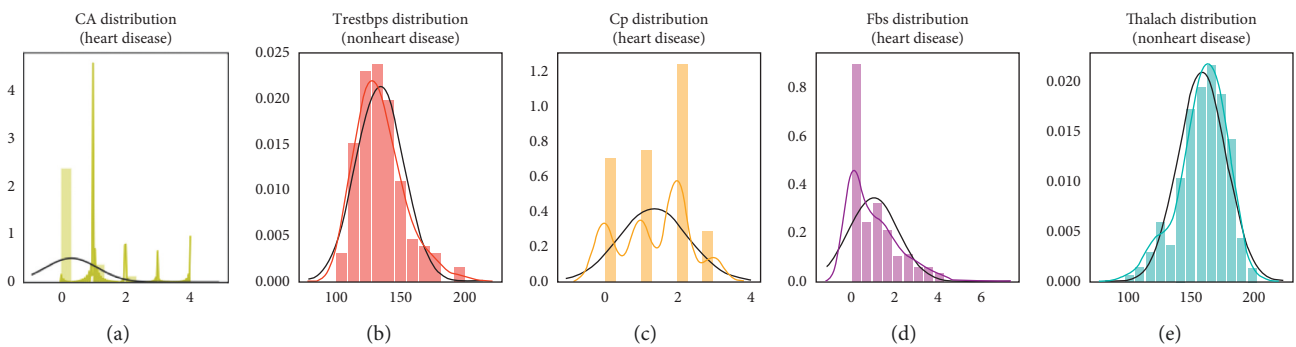 CA distribution
(heart disease)
4
3
2
1
0
0 2 4
(a)
Trestbps distribution
(nonheart disease)
0.025
0.020
0.015
0.010
0.005
0.000
100 150 200
(b)
Cp distribution
(heart disease)
1.2
1.0
0.8
0.6
0.4
0.2
0.0
0 2 4
(c)
Fbs distribution
(heart disease)
0.8
0.6
0.4
0.2
0.0
0 2 4 6
(d)
Thalach distribution
(nonheart disease)
0.020
0.015
0.010
0.005
0.000
100 150 200
(e)